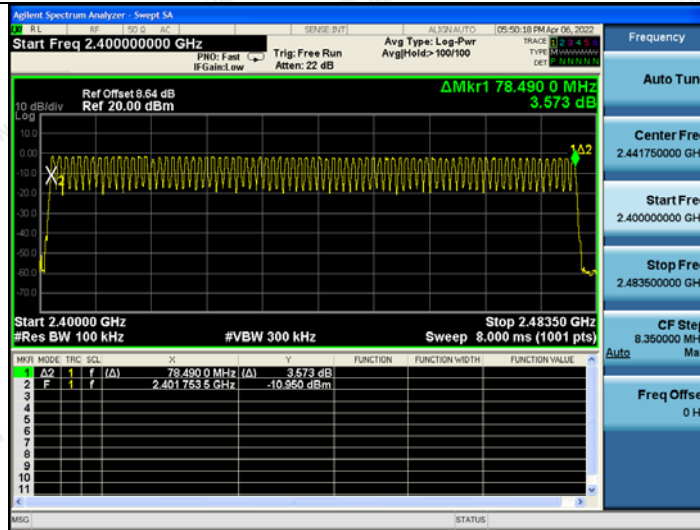 Agilent Spectrum Analyzer - Swept SA
RL RF 50 Ω AC SENSE:INT ALIGN AUTO 05:50:18 PM Apr 06, 2022
Start Freq 2.400000000 GHz
PNO: Fast
IFGain:Low
Trig: Free Run
Atten: 22 dB
Avg Type: Log-Pwr
Avg|Hold:> 100/100
TRACE 1 2 3 4 5 6
TYPE
DET P N N N N N
Ref Offset 8.64 dB
10 dB/div Ref 20.00 dBm
ΔMkr1 78.490 0 MHz
3.573 dB
Log
10.0
0.00
-10.0
-20.0
-30.0
-40.0
-50.0
-60.0
-70.0
2
1Δ2
Start 2.40000 GHz Stop 2.48350 GHz
#Res BW 100 kHz #VBW 300 kHz Sweep 8.000 ms (1001 pts)
MKR MODE TRC SCL X Y FUNCTION FUNCTION WIDTH FUNCTION VALUE
1 Δ2 1 f (Δ) 78.490 0 MHz (Δ) 3.573 dB
2 F 1 f 2.401 753 5 GHz -10.950 dBm
3
4
5
6
7
8
9
10
11
MSG STATUS
Frequency
Auto Tun
Center Fre
2.441750000 GH
Start Fre
2.400000000 GH
Stop Fre
2.483500000 GH
CF Ste
8.350000 MH
Auto Ma
Freq Offse
0 H